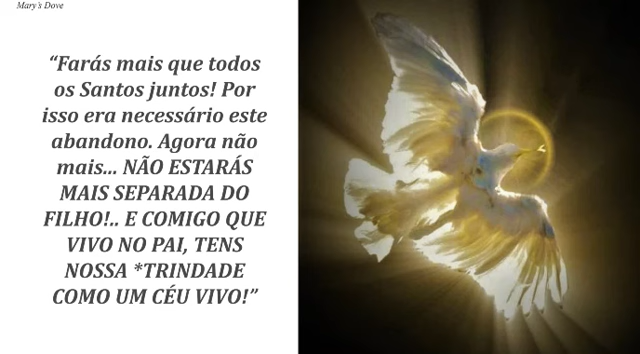 Mary's Dove
“Farás mais que todos
os Santos juntos! Por
isso era necessário este
abandono. Agora não
mais... NÃO ESTARÁS
MAIS SEPARADA DO
FILHO!.. E COMIGO QUE
VIVO NO PAI, TENS
NOSSA *TRINDADE
COMO UM CÉU VIVO!”